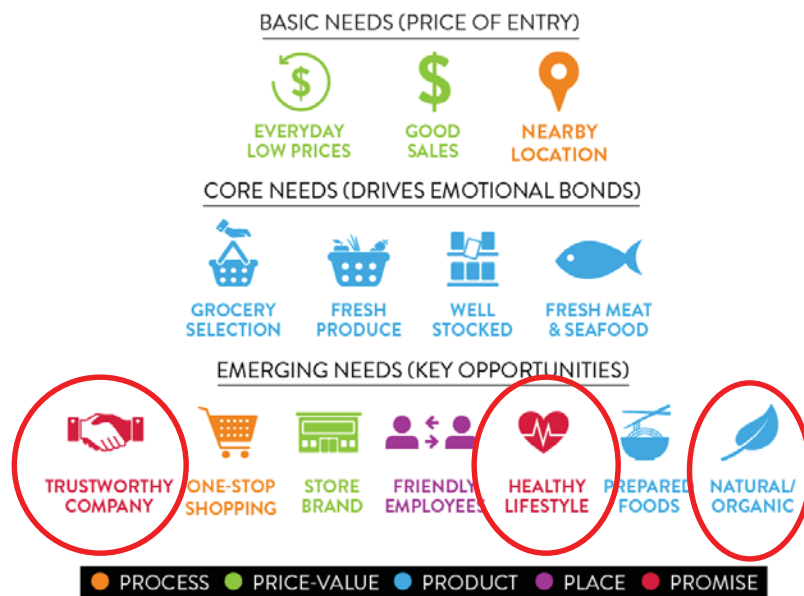 BASIC NEEDS (PRICE OF ENTRY)
$ $
EVERYDAY GOOD NEARBY
LOW PRICES SALES LOCATION
CORE NEEDS (DRIVES EMOTIONAL BONDS)
GROCERY FRESH WELL FRESH MEAT
SELECTION PRODUCE STOCKED & SEAFOOD
EMERGING NEEDS (KEY OPPORTUNITIES)
TRUSTWORTHY ONE-STOP STORE FRIENDLY HEALTHY PREPARED NATURAL/
COMPANY SHOPPING BRAND EMPLOYEES LIFESTYLE FOODS ORGANIC
PROCESS PRICE-VALUE PRODUCT PLACE PROMISE